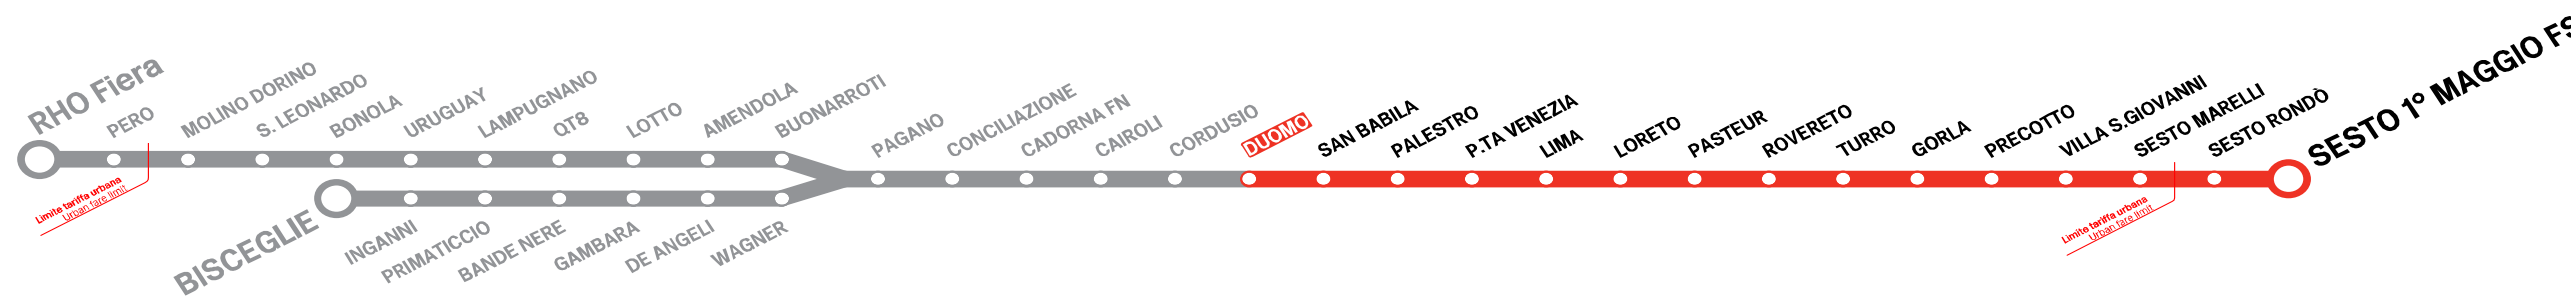 RHO Fiera
PERO
MOLINO DORINO
S. LEONARDO
BONOLA
URUGUAY
LAMPUGNANO
QT8
LOTTO
AMENDOLA
BUONARROTI
PAGANO
CONCILIAZIONE
CADORNA FN
CAIROLI
CORDUSIO
DUOMO
SAN BABILA
PALESTRO
P.TA VENEZIA
LIMA
LORETO
PASTEUR
ROVERETO
TURRO
GORLA
PRECOTTO
VILLA S.GIOVANNI
SESTO MARELLI
SESTO RONDÒ
SESTO 1° MAGGIO FS
Limite tariffa urbana
Urban fare limit
BISCEGLIE
INGANNI
PRIMATICCIO
BANDE NERE
GAMBARA
DE ANGELI
WAGNER
Limite tariffa urbana
Urban fare limit